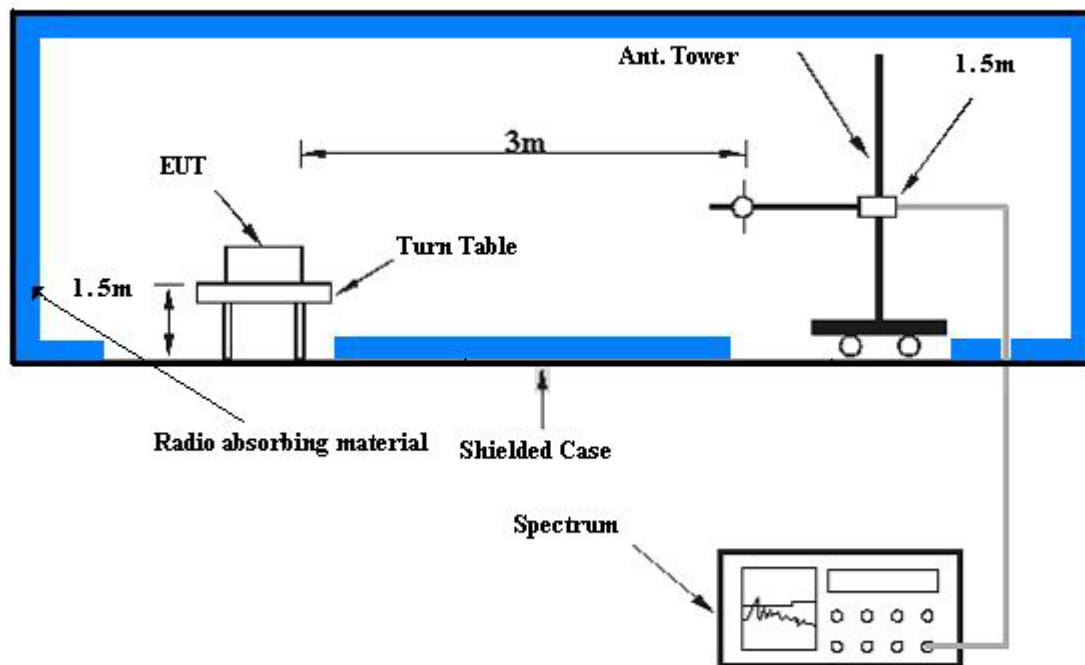 Ant. Tower
1.5m
3m
EUT
Turn Table
1.5m
Radio absorbing material
Shielded Case
Spectrum